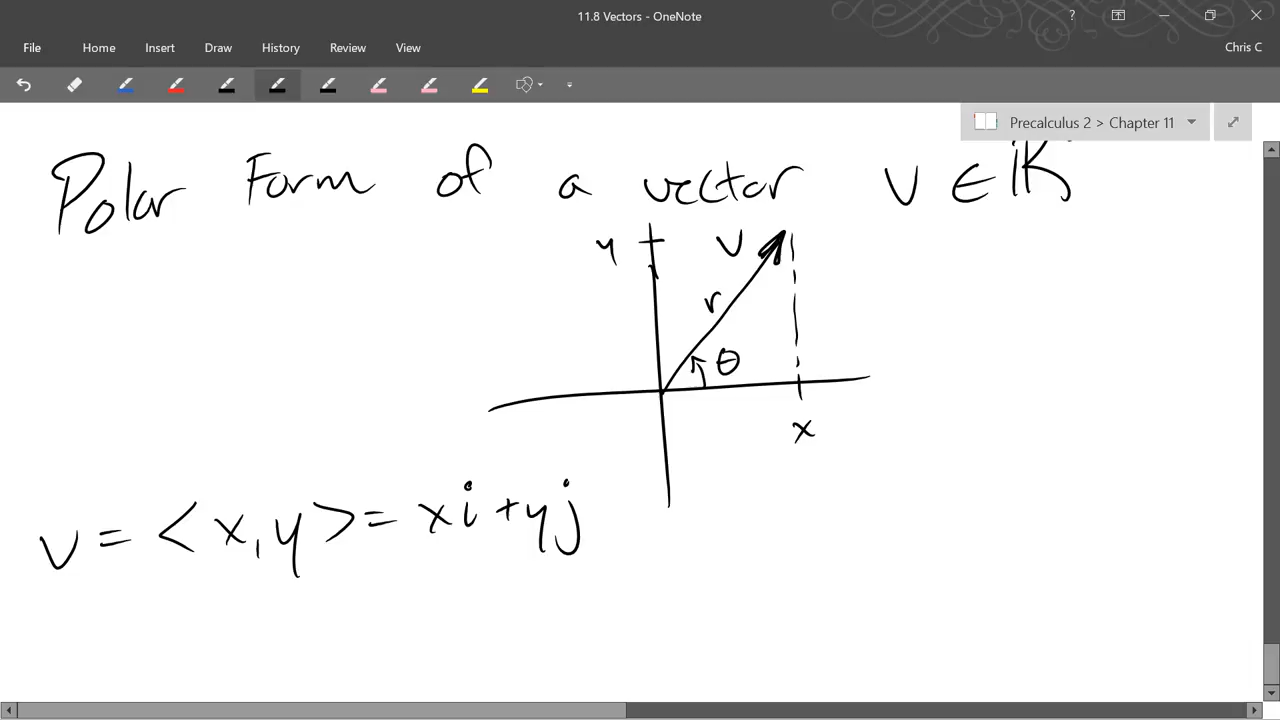 11.8 Vectors - OneNote
?
File Home Insert Draw History Review View
Chris C
Precalculus 2 > Chapter 11
Polar Form of a vector v ∈ ℝ
y
v
r
θ
x
v = <x, y> = xi + yj